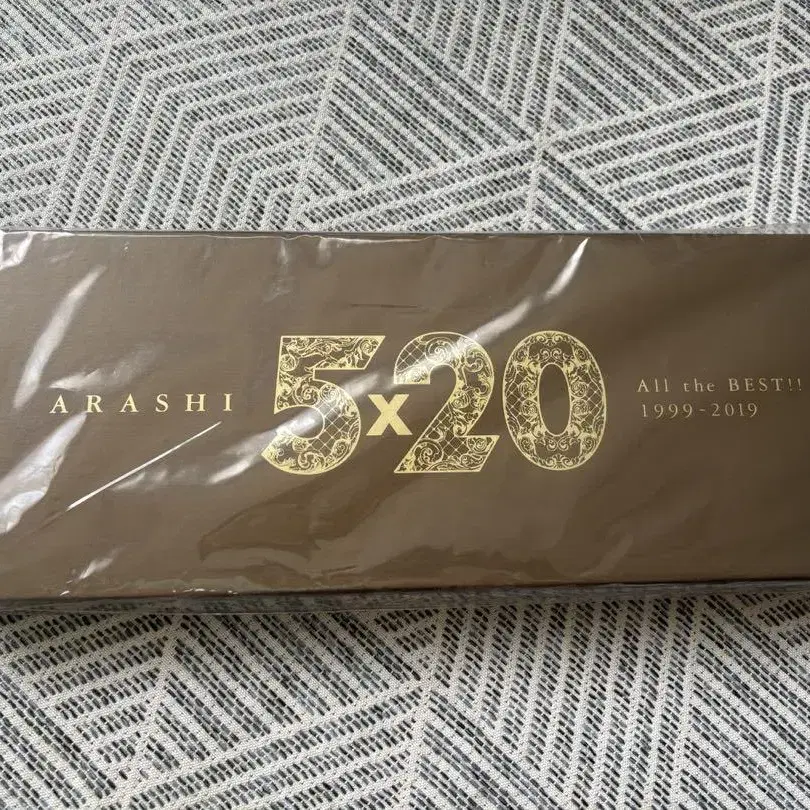 ARASHI
5x20
All the BEST!!
1999-2019